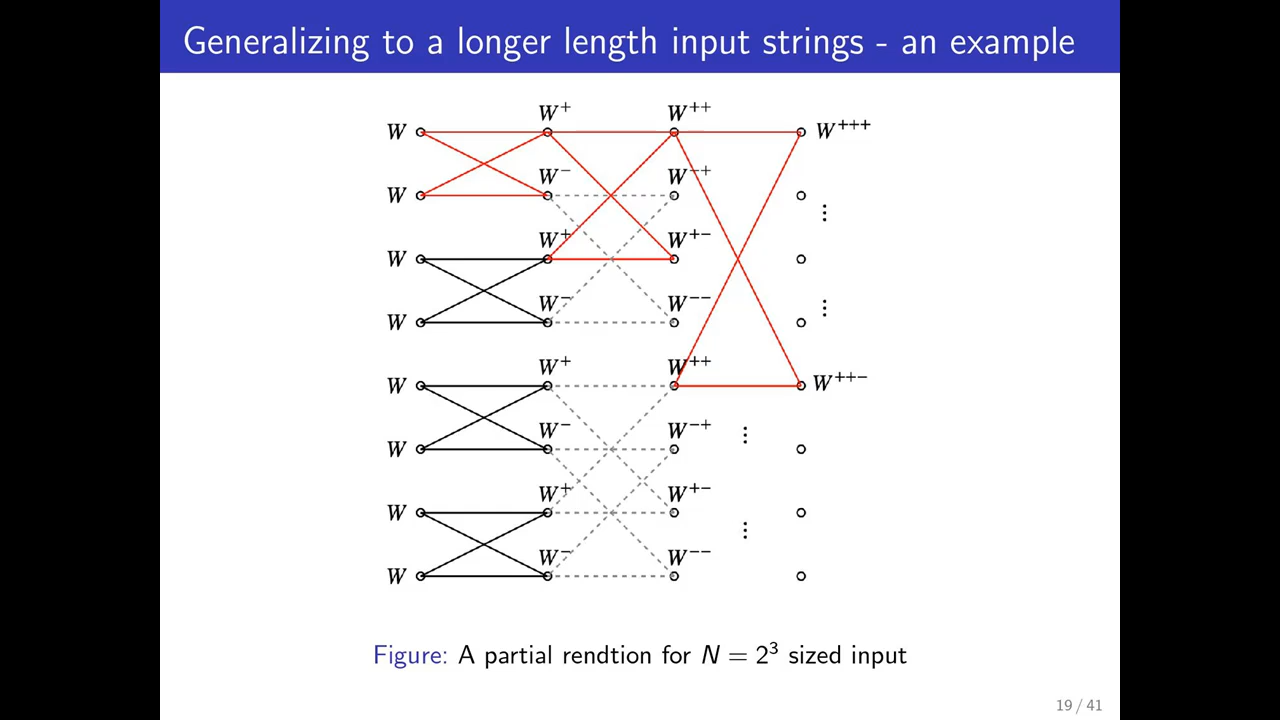 Generalizing to a longer length input strings - an example
W W⁺ W⁺⁺ W⁺⁺⁺
W W⁻ W⁻⁺
⋮
W W⁺ W⁺⁻
W W⁻ W⁻⁻ ⋮
W W⁺ W⁺⁺ W⁺⁺⁻
W W⁻ W⁻⁺ ⋮
W W⁺ W⁺⁻
⋮
W W⁻ W⁻⁻
Figure: A partial rendtion for N = 2³ sized input
19 / 41